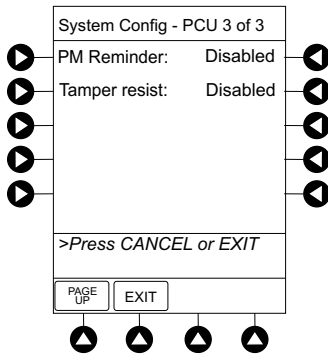 System Config - PCU 3 of 3
PM Reminder: Disabled
Tamper resist: Disabled
>Press CANCEL or EXIT
PAGE UP EXIT